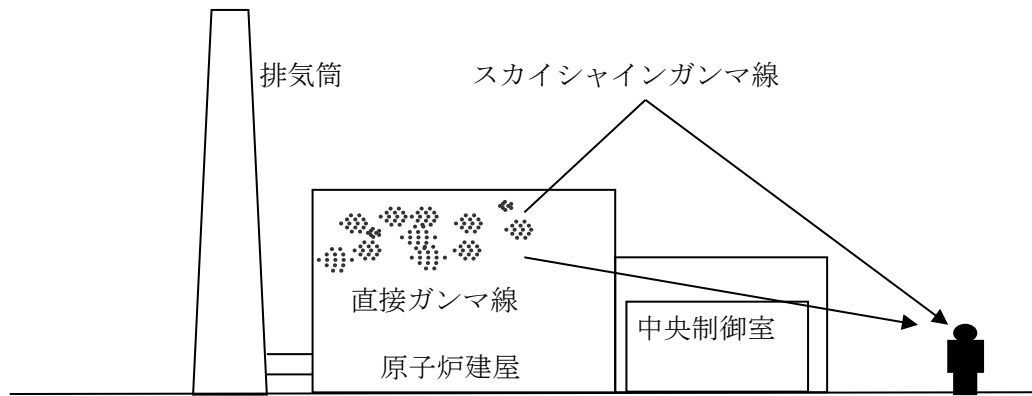 排気筒
スカイシャインガンマ線
直接ガンマ線
中央制御室
原子炉建屋